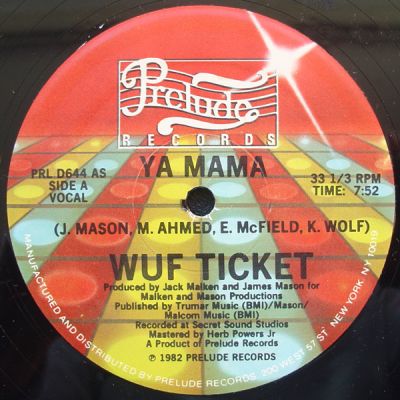 Prelude
RECORDS
YA MAMA
PRL D644 AS
SIDE A
VOCAL
33 1/3 RPM
TIME: 7:52
(J. MASON, M. AHMED, E. McFIELD, K. WOLF)
WUF TICKET
Produced by Jack Malken and James Mason for
Malken and Mason Productions
Published by Trumar Music (BMI)/Mason/
Malcom Music (BMI)
Recorded at Secret Sound Studios
Mastered by Herb Powers Jr
A Product of Prelude Records
℗ 1982 PRELUDE RECORDS
MANUFACTURED AND DISTRIBUTED BY PRELUDE RECORDS, 200 WEST 57 ST. NEW YORK, NY 10019